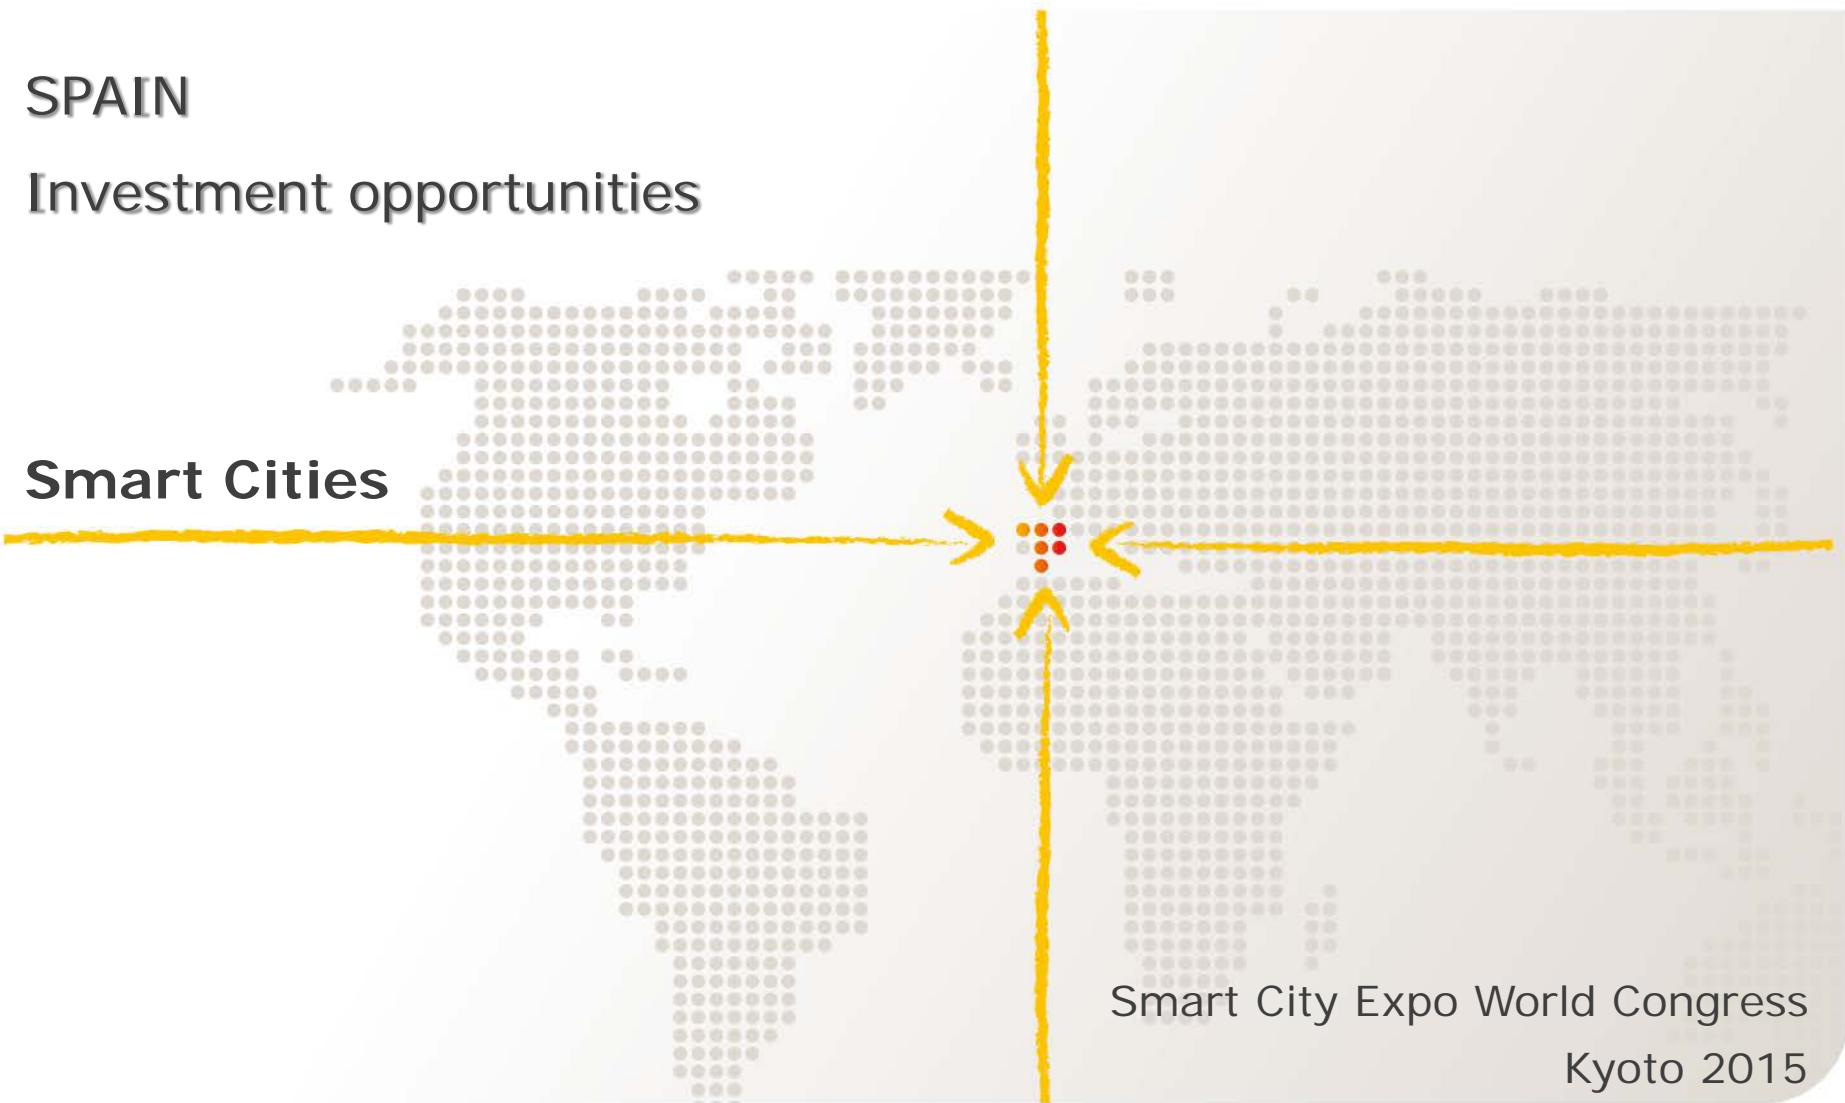 SPAIN
Investment opportunities
Smart Cities
Smart City Expo World Congress
Kyoto 2015